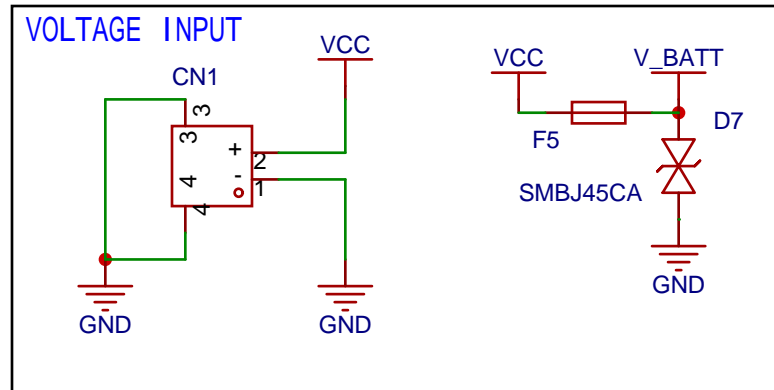 VOLTAGE INPUT
CN1
VCC
3
3
+
2
-
1
4
4
GND
GND
VCC
V_BATT
F5
D7
SMBJ45CA
GND